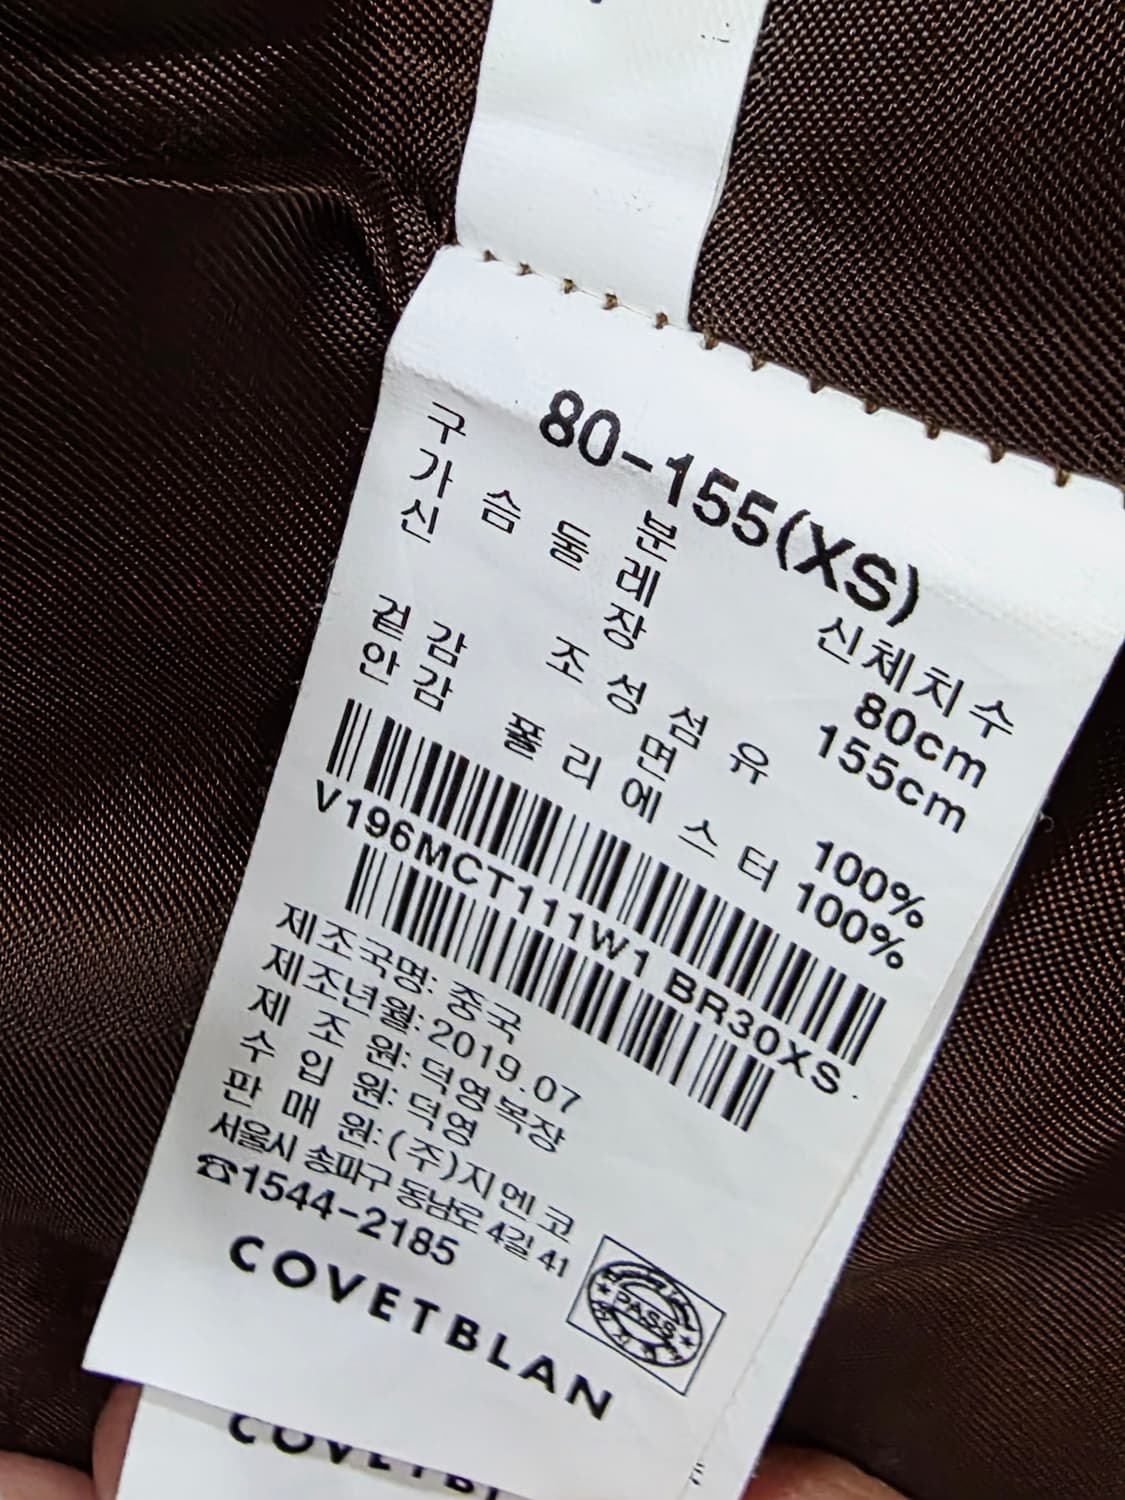 80-155(XS)
구 분 신체치수
가 슴 둘 레 80cm
신 장 155cm
조 성 섬 유
겉 감 면 100%
안 감 폴 리 에 스 터 100%
V196MCT111W1 BR30XS
제조국명: 중국
제조년월: 2019.07
제 조 원: 덕영복장
수 입 원: 덕영
판 매 원: (주)지엔코
서울시 송파구 동남로 4길 41
☎1544-2185
PASS
COVETBLAN
COVETBL